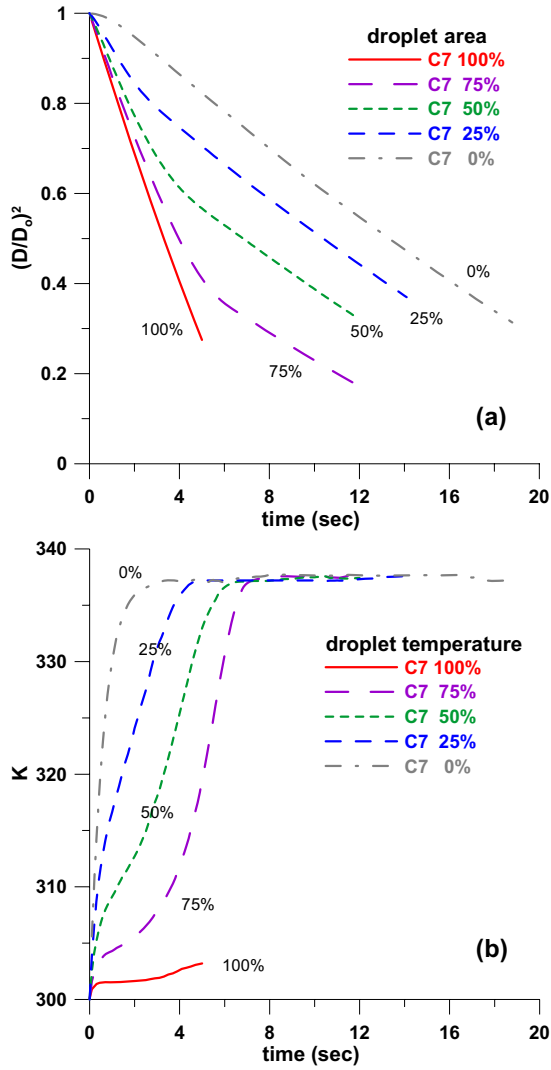 1
0.8
0.6
0.4
0.2
0
(D/Do)²
droplet area
C7 100%
C7 75%
C7 50%
C7 25%
C7 0%
0%
25%
50%
100%
75%
(a)
0 4 8 12 16 20
time (sec)
340
330
320
310
300
K
0%
25%
droplet temperature
C7 100%
C7 75%
C7 50%
C7 25%
C7 0%
50%
75%
100%
(b)
0 4 8 12 16 20
time (sec)